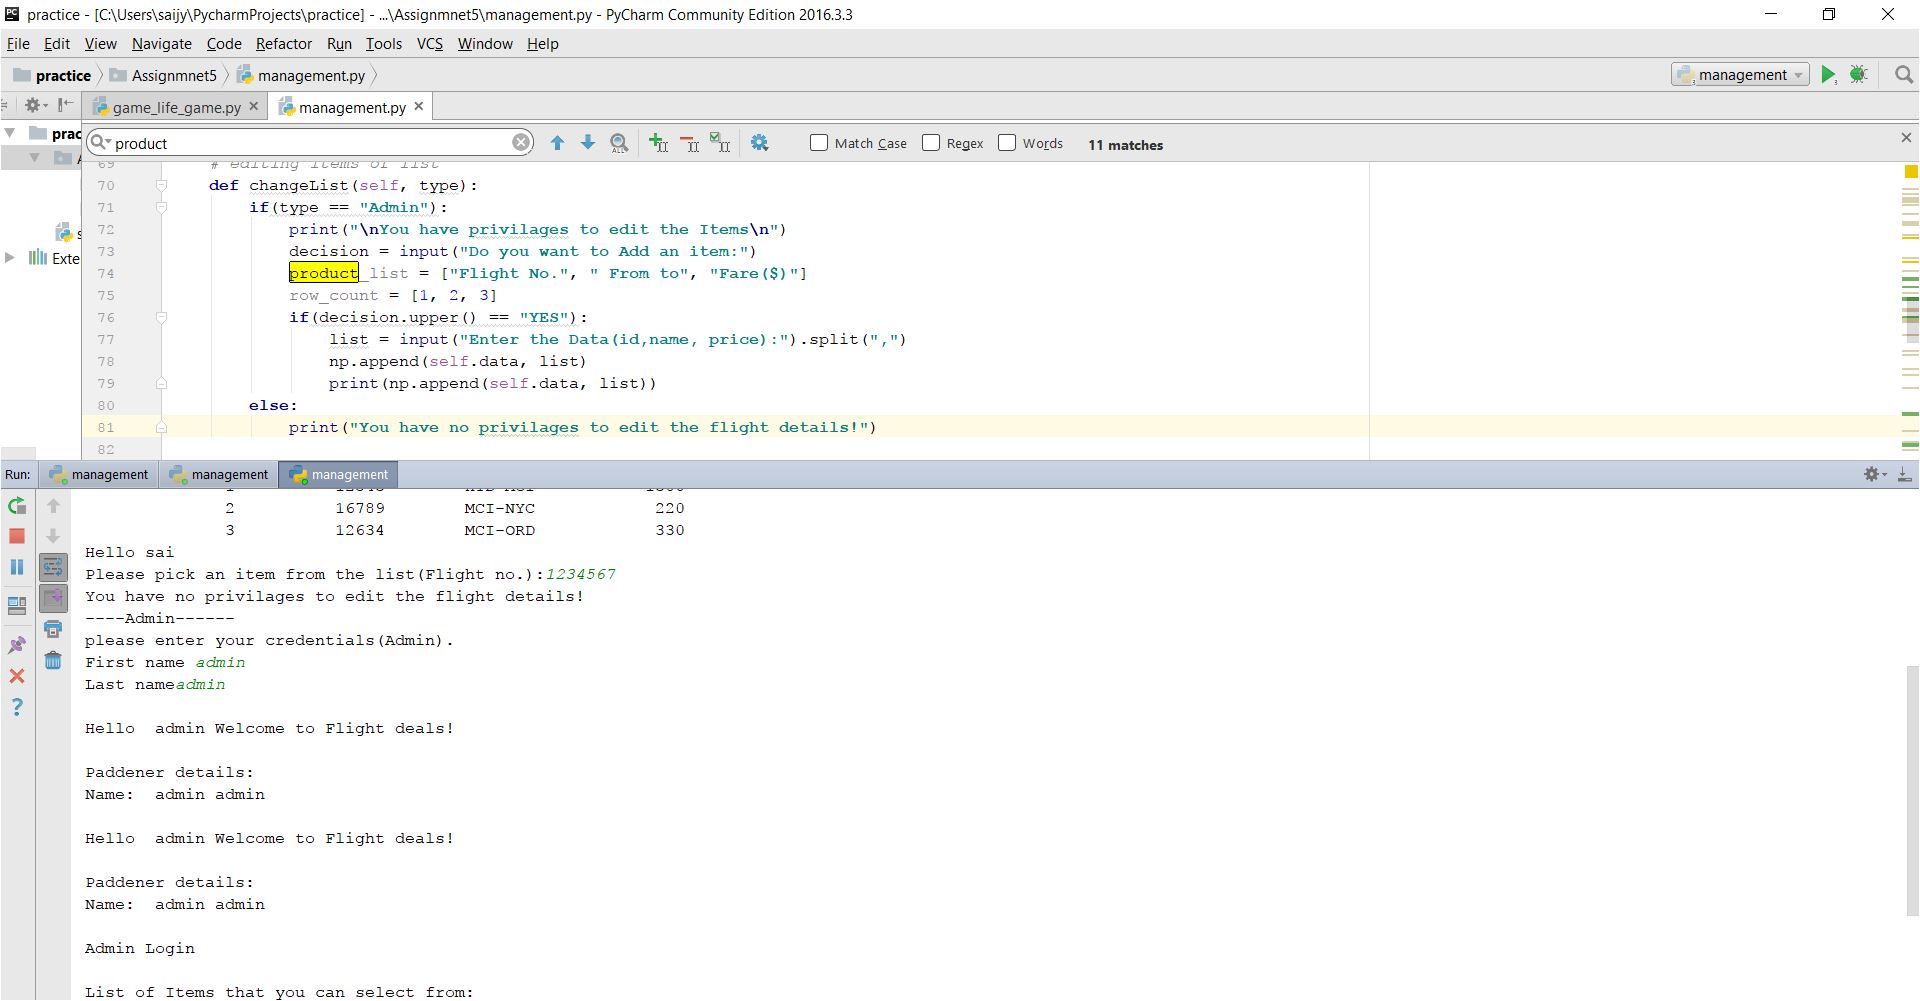 PC practice - [C:\Users\saijy\PycharmProjects\practice] - ...\Assignmnet5\management.py - PyCharm Community Edition 2016.3.3
File Edit View Navigate Code Refactor Run Tools VCS Window Help
practice Assignmnet5 management.py management
game_life_game.py management.py
prac
product Match Case Regex Words 11 matches
69 # editing items of list
70 def changeList(self, type):
71 if(type == "Admin"):
72 print("\nYou have privilages to edit the Items\n")
73 decision = input("Do you want to Add an item:")
74 product_list = ["Flight No.", " From to", "Fare($)"]
75 row_count = [1, 2, 3]
76 if(decision.upper() == "YES"):
77 list = input("Enter the Data(id,name, price):").split(",")
78 np.append(self.data, list)
79 print(np.append(self.data, list))
80 else:
81 print("You have no privilages to edit the flight details!")
82
Exte
Run: management management management
2 16789 MCI-NYC 220
3 12634 MCI-ORD 330
Hello sai
Please pick an item from the list(Flight no.):1234567
You have no privilages to edit the flight details!
----Admin------
please enter your credentials(Admin).
First name admin
Last nameadmin
Hello  admin Welcome to Flight deals!
Paddener details:
Name:  admin admin
Hello  admin Welcome to Flight deals!
Paddener details:
Name:  admin admin
Admin Login
List of Items that you can select from: